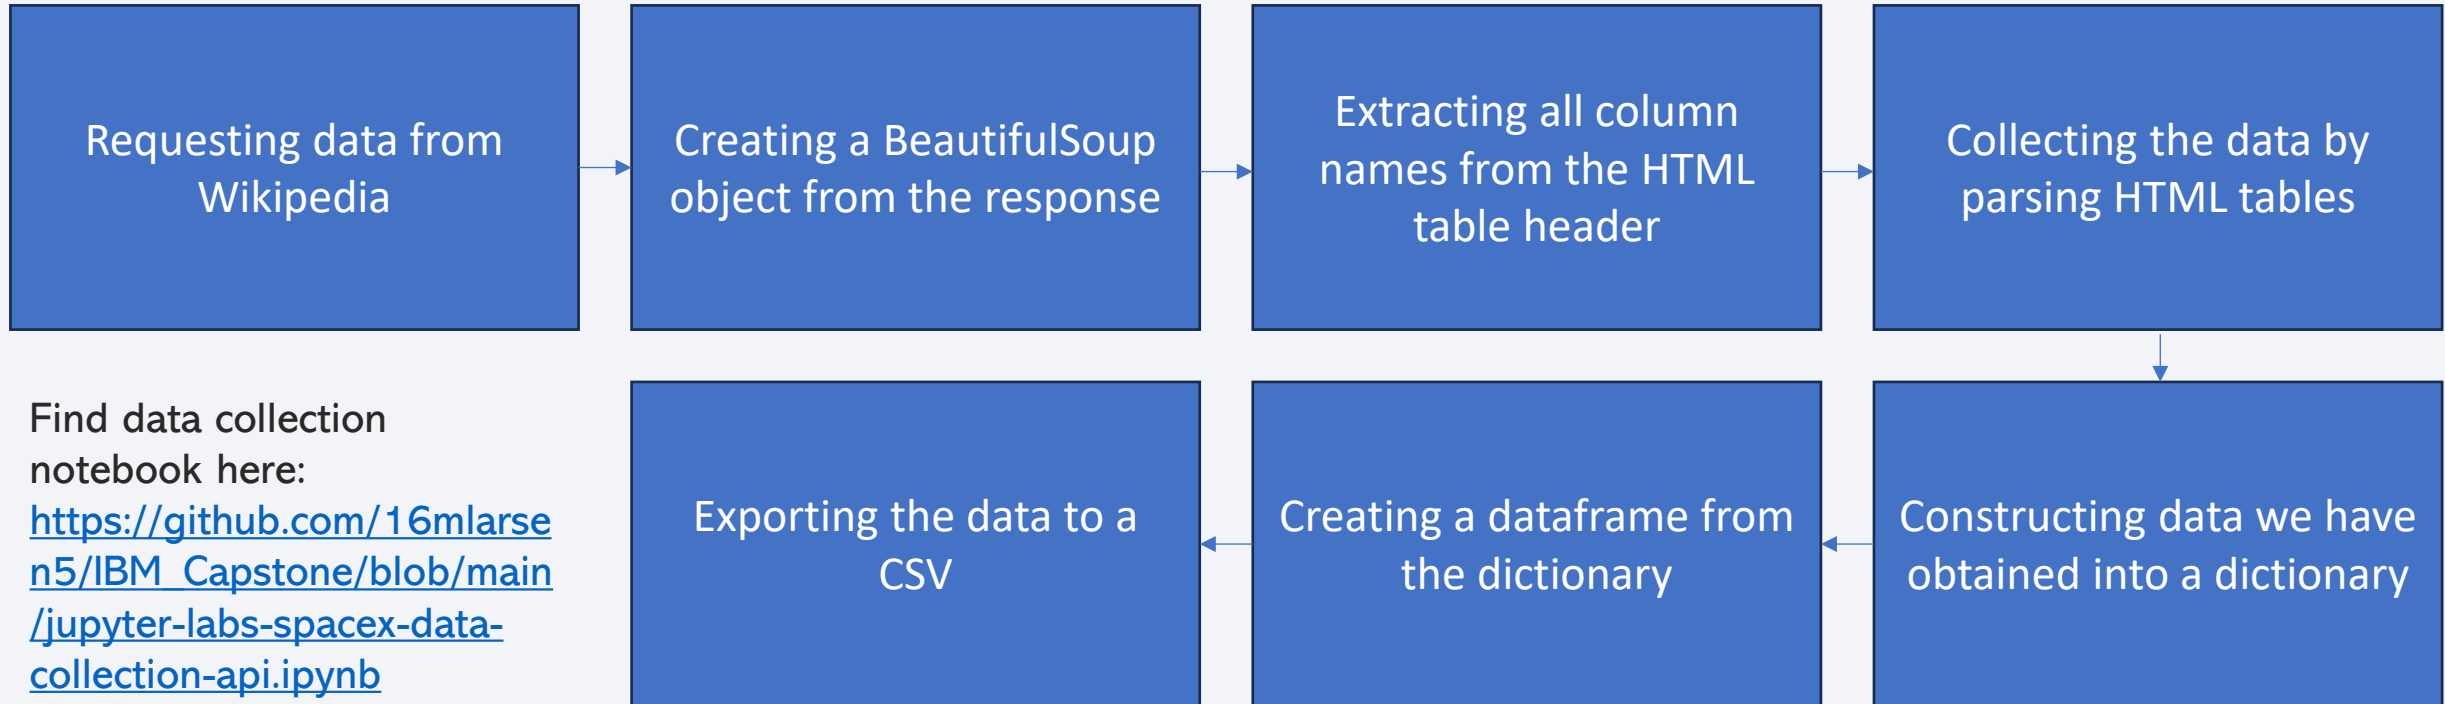 Requesting data from
Wikipedia
Creating a BeautifulSoup
object from the response
Extracting all column
names from the HTML
table header
Collecting the data by
parsing HTML tables
Constructing data we have
obtained into a dictionary
Creating a dataframe from
the dictionary
Exporting the data to a
CSV
Find data collection
notebook here:
https://github.com/16mlarse
n5/IBM_Capstone/blob/main
/jupyter-labs-spacex-data-
collection-api.ipynb